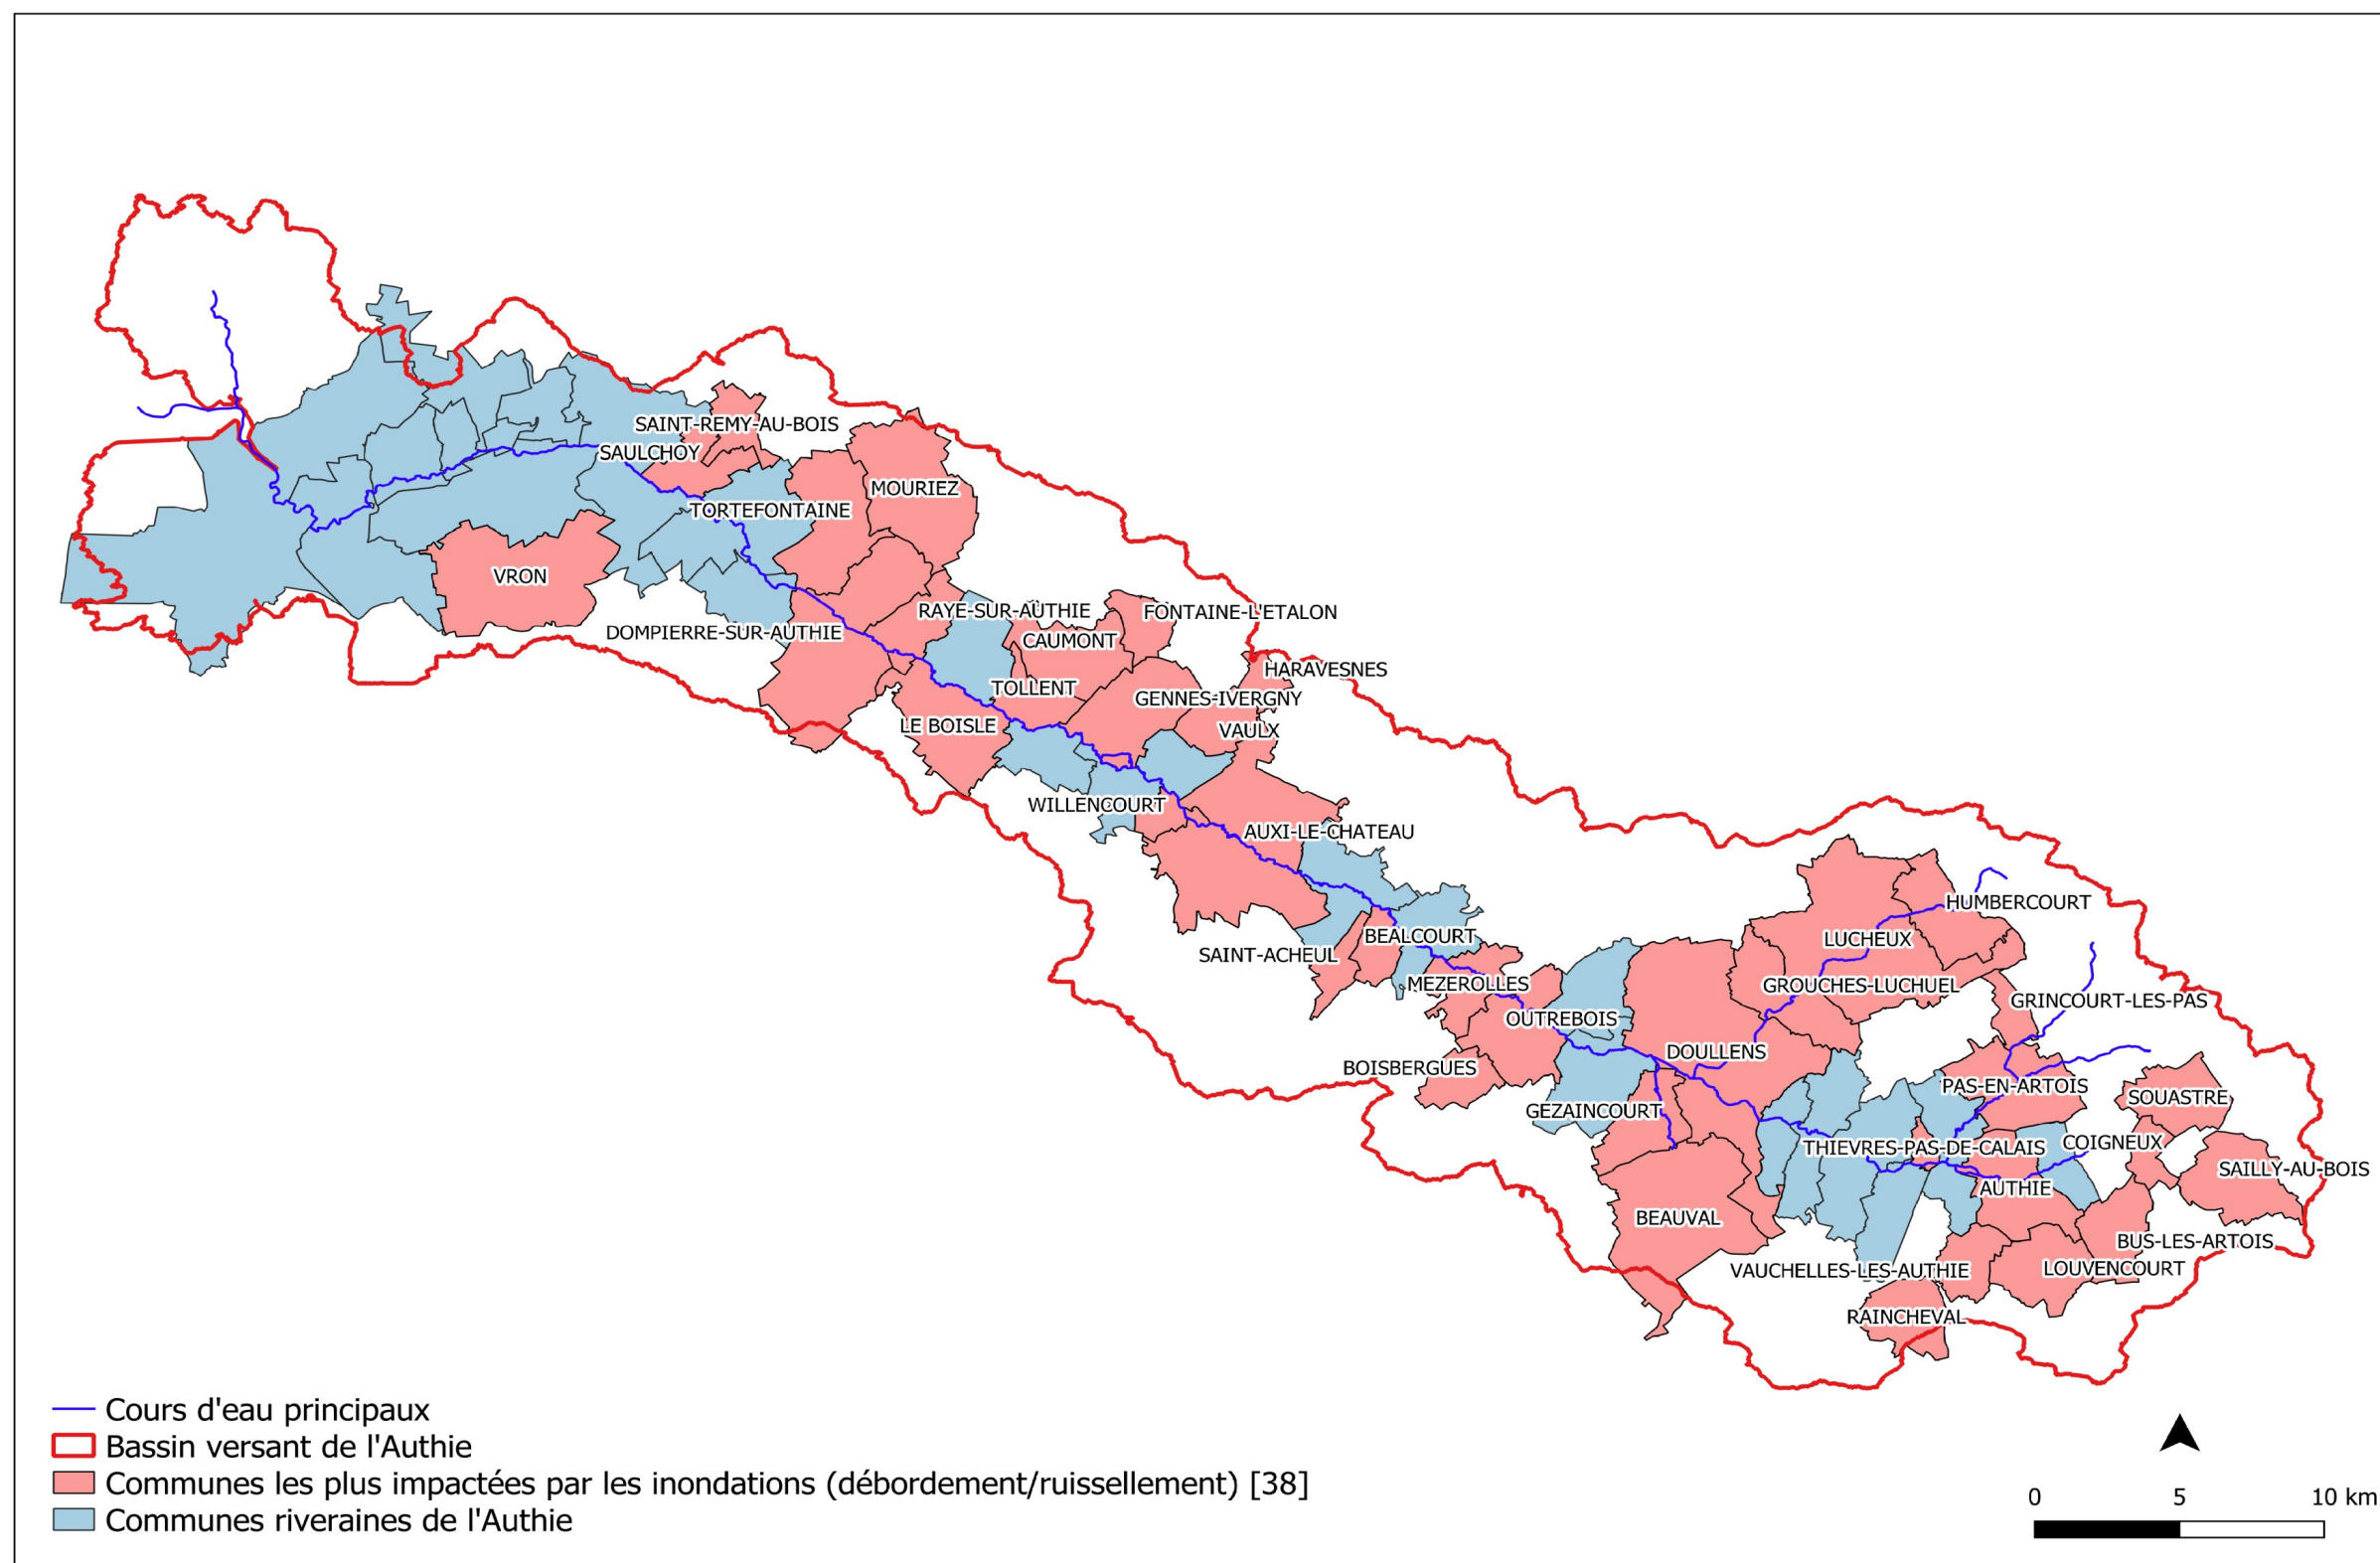 SAINT-REMY-AU-BOIS
SAULCHOY
MOURIEZ
TORTEFONTAINE
VRON
RAYE-SUR-AUTHIE
FONTAINE-L'ETALON
DOMPIERRE-SUR-AUTHIE
CAUMONT
HARAVESNES
TOLLENT
GENNES-IVERGNY
LE BOISLE
VAULX
WILLENCOURT
AUXI-LE-CHATEAU
HUMBERCOURT
BEALCOURT
LUCHEUX
SAINT-ACHEUL
MEZEROLLES
GROUCHES-LUCHUEL
GRINCOURT-LES-PAS
OUTREBOIS
DOULLENS
BOISBERGUES
PAS-EN-ARTOIS
SOUASTRE
GEZAINCOURT
THIEVRES-PAS-DE-CALAIS
COIGNEUX
SAILLY-AU-BOIS
AUTHIE
BEAUVAL
BUS-LES-ARTOIS
VAUCHELLES-LES-AUTHIE
LOUVENCOURT
RAINCHEVAL
Cours d'eau principaux
Bassin versant de l'Authie
Communes les plus impactées par les inondations (débordement/ruissellement) [38]
Communes riveraines de l'Authie
0 5 10 km